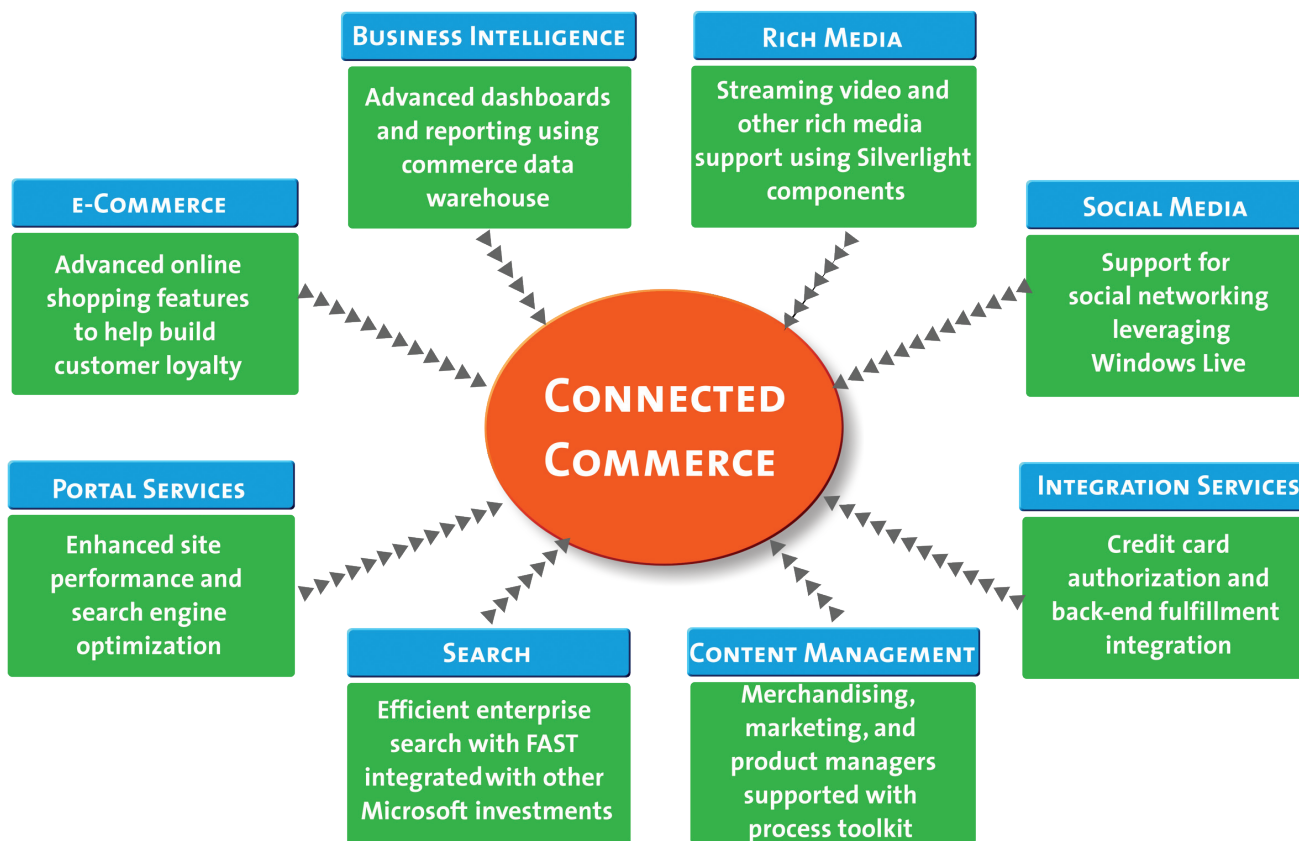 BUSINESS INTELLIGENCE
Advanced dashboards
and reporting using
commerce data
warehouse
RICH MEDIA
Streaming video and
other rich media
support using Silverlight
components
E-COMMERCE
Advanced online
shopping features
to help build
customer loyalty
SOCIAL MEDIA
Support for
social networking
leveraging
Windows Live
CONNECTED
COMMERCE
PORTAL SERVICES
Enhanced site
performance and
search engine
optimization
INTEGRATION SERVICES
Credit card
authorization and
back-end fulfillment
integration
SEARCH
Efficient enterprise
search with FAST
integrated with other
Microsoft investments
CONTENT MANAGEMENT
Merchandising,
marketing, and
product managers
supported with
process toolkit